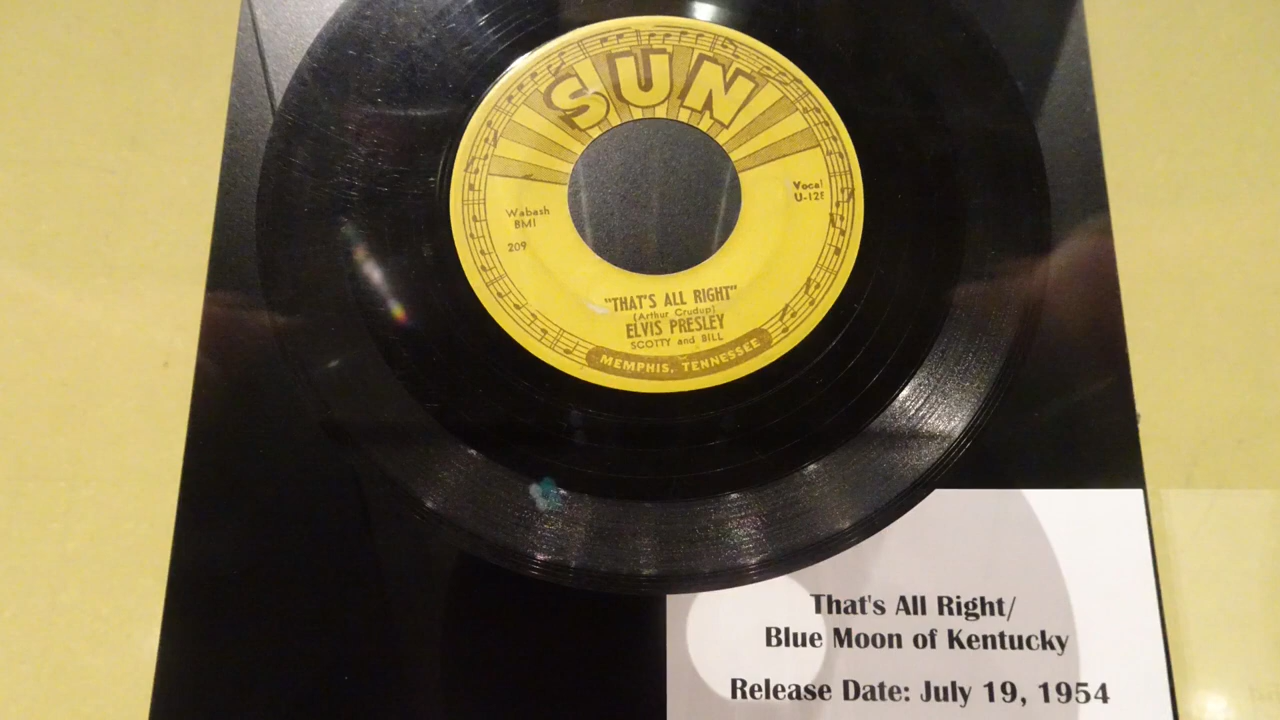 SUN
Vocal
U-128
Wabash
BMI
209
"THAT'S ALL RIGHT"
(Arthur Crudup)
ELVIS PRESLEY
SCOTTY and BILL
MEMPHIS, TENNESSEE
That's All Right/
Blue Moon of Kentucky
Release Date: July 19, 1954